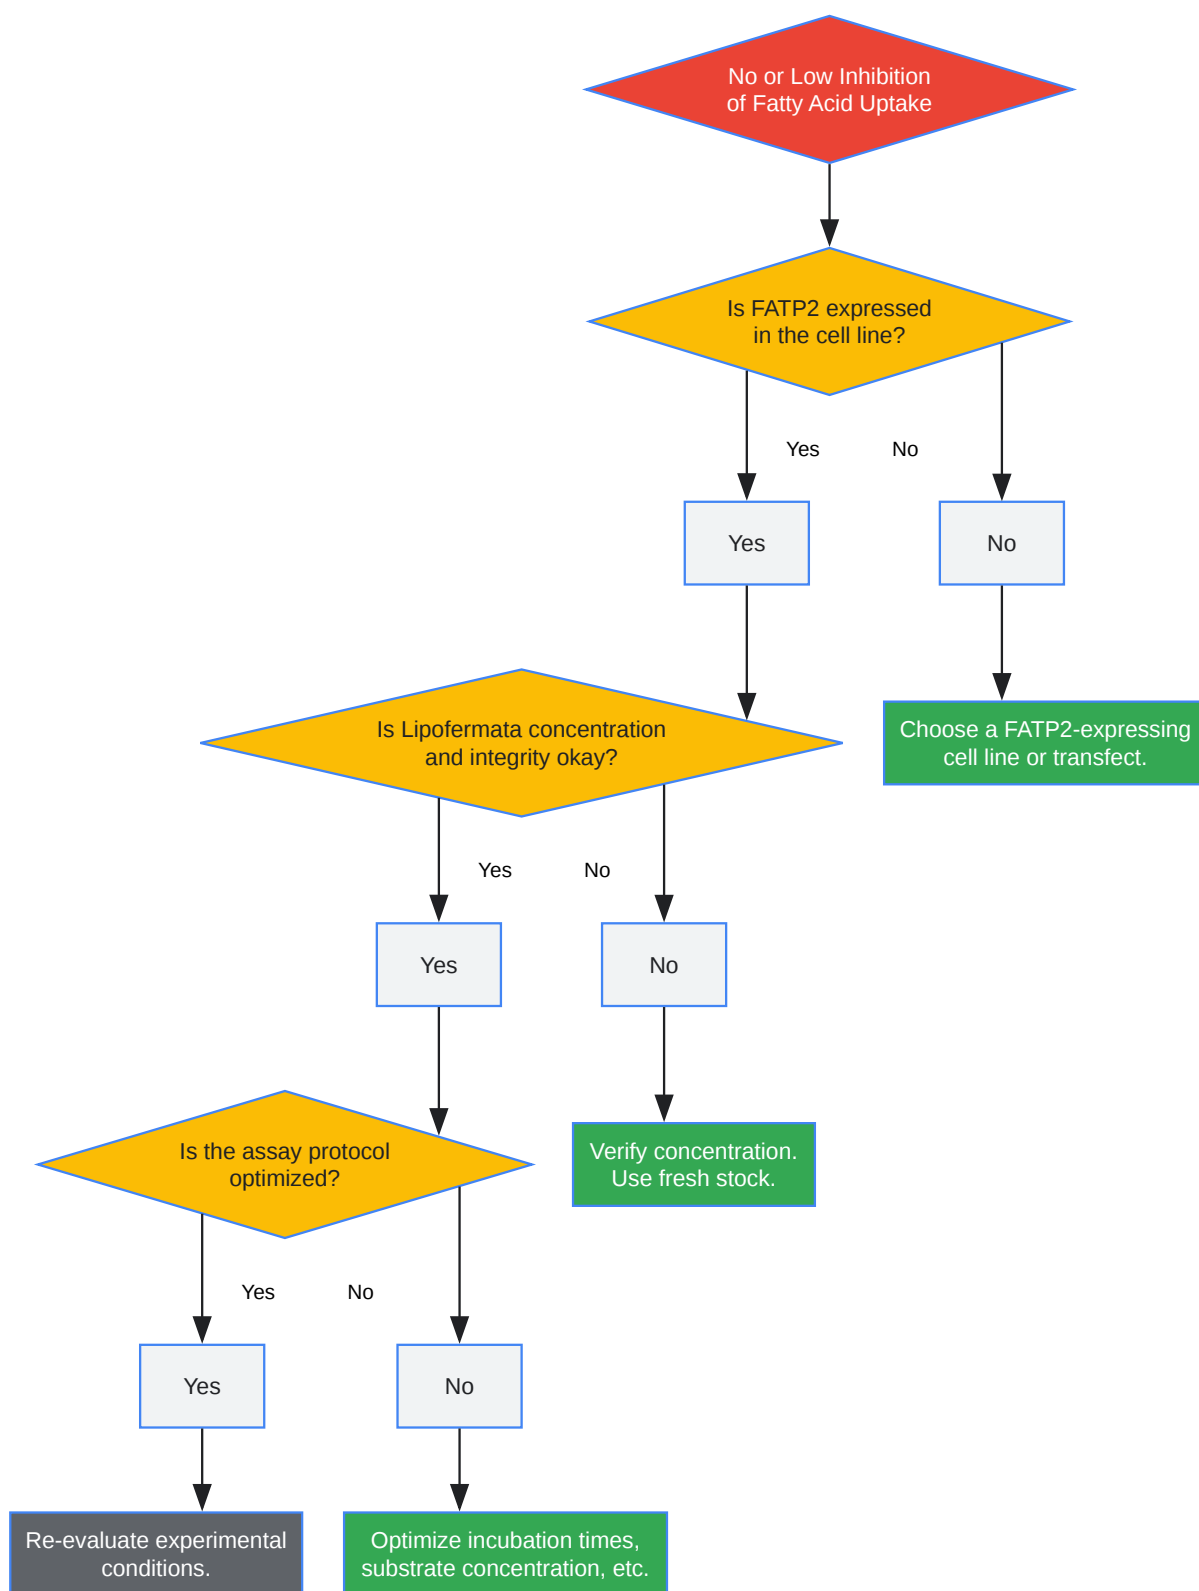 No or Low Inhibition
of Fatty Acid Uptake
Is FATP2 expressed
in the cell line?
Yes
No
Yes
No
Is Lipofermata concentration
and integrity okay?
Choose a FATP2-expressing
cell line or transfect.
Yes
No
Yes
No
Is the assay protocol
optimized?
Verify concentration.
Use fresh stock.
Yes
No
Yes
No
Re-evaluate experimental
conditions.
Optimize incubation times,
substrate concentration, etc.